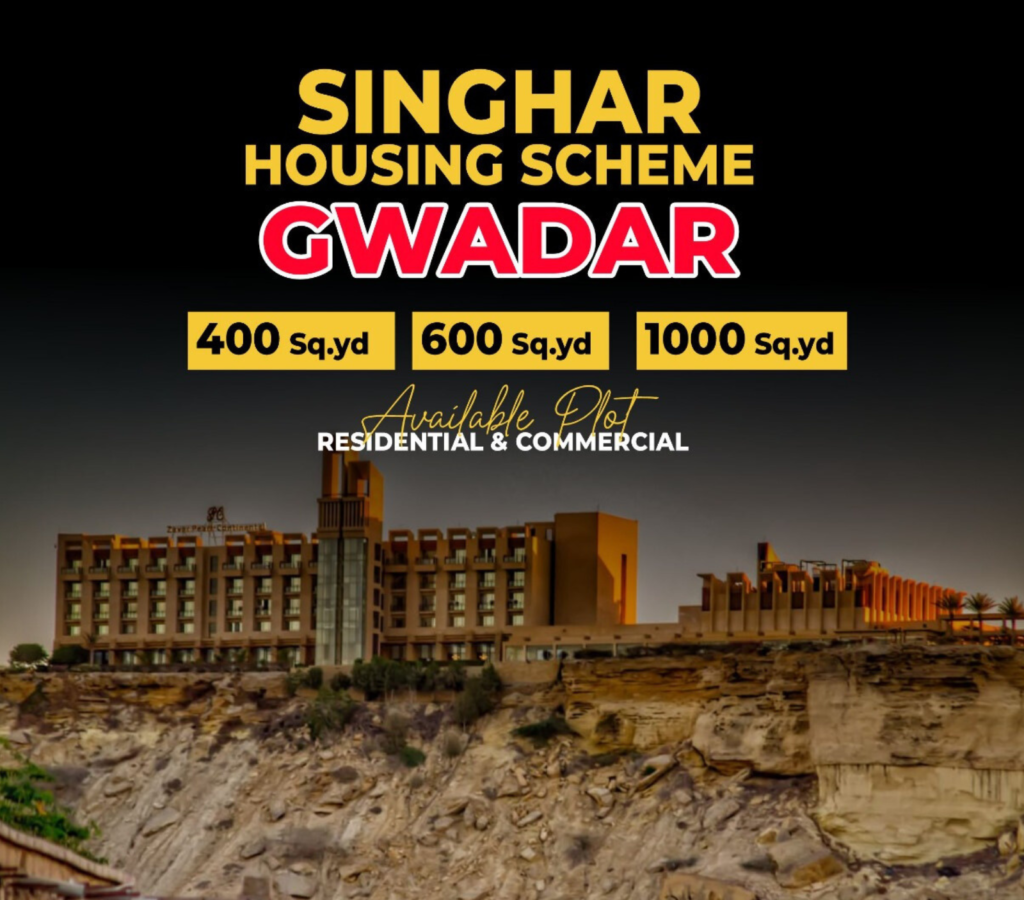 SINGHAR
HOUSING SCHEME
GWADAR
400 Sq.yd 600 Sq.yd 1000 Sq.yd
Available Plot
RESIDENTIAL & COMMERCIAL